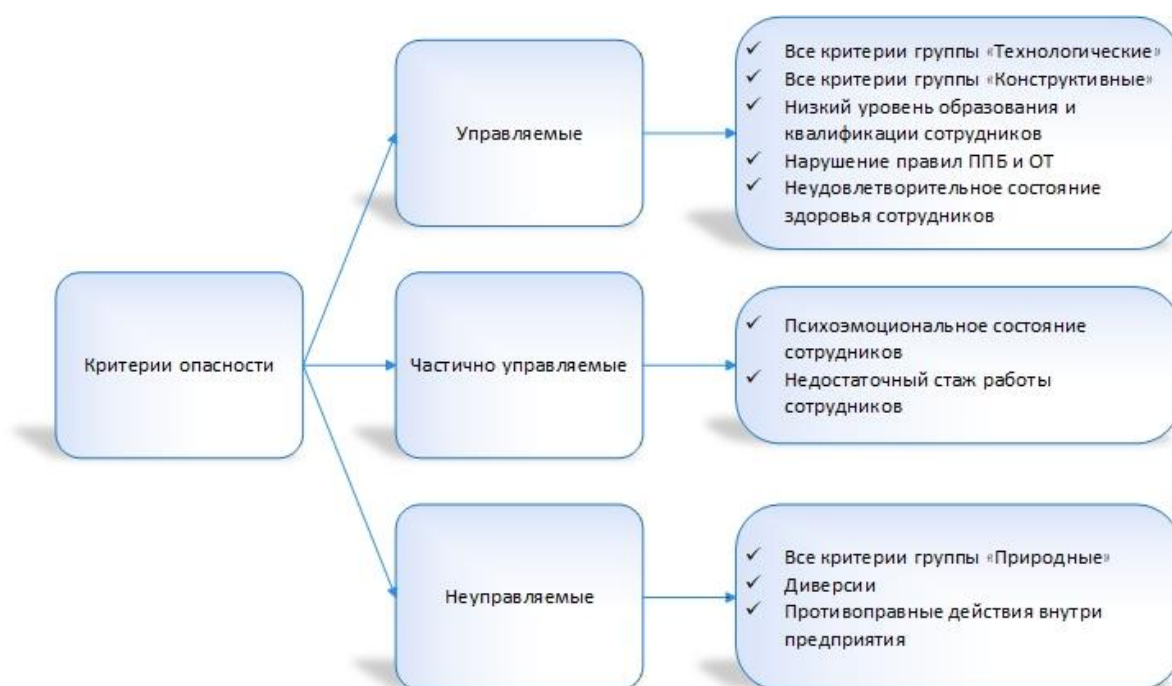 Критерии опасности
Управляемые
Все критерии группы «Технологические»
Все критерии группы «Конструктивные»
Низкий уровень образования и
квалификации сотрудников
Нарушение правил ППБ и ОТ
Неудовлетворительное состояние
здоровья сотрудников
Частично управляемые
Психоэмоциональное состояние
сотрудников
Недостаточный стаж работы
сотрудников
Неуправляемые
Все критерии группы «Природные»
Диверсии
Противоправные действия внутри
предприятия